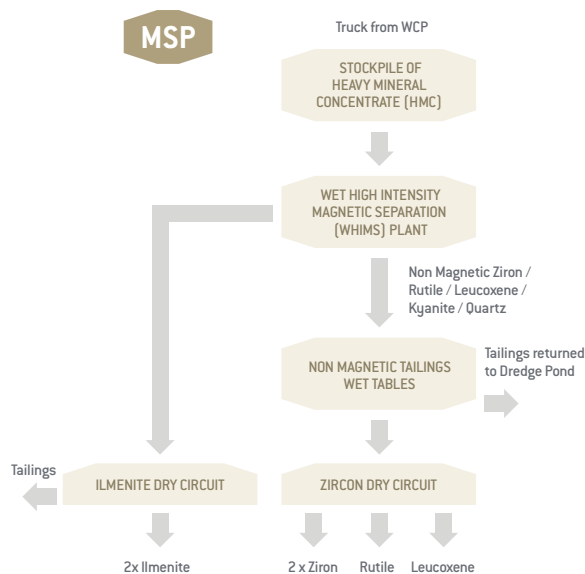 MSP
Truck from WCP
STOCKPILE OF
HEAVY MINERAL
CONCENTRATE (HMC)
WET HIGH INTENSITY
MAGNETIC SEPARATION
(WHIMS) PLANT
Non Magnetic Ziron /
Rutile / Leucoxene /
Kyanite / Quartz
NON MAGNETIC TAILINGS
WET TABLES
Tailings returned
to Dredge Pond
Tailings
ILMENITE DRY CIRCUIT
ZIRCON DRY CIRCUIT
2x Ilmenite
2 x Ziron
Rutile
Leucoxene